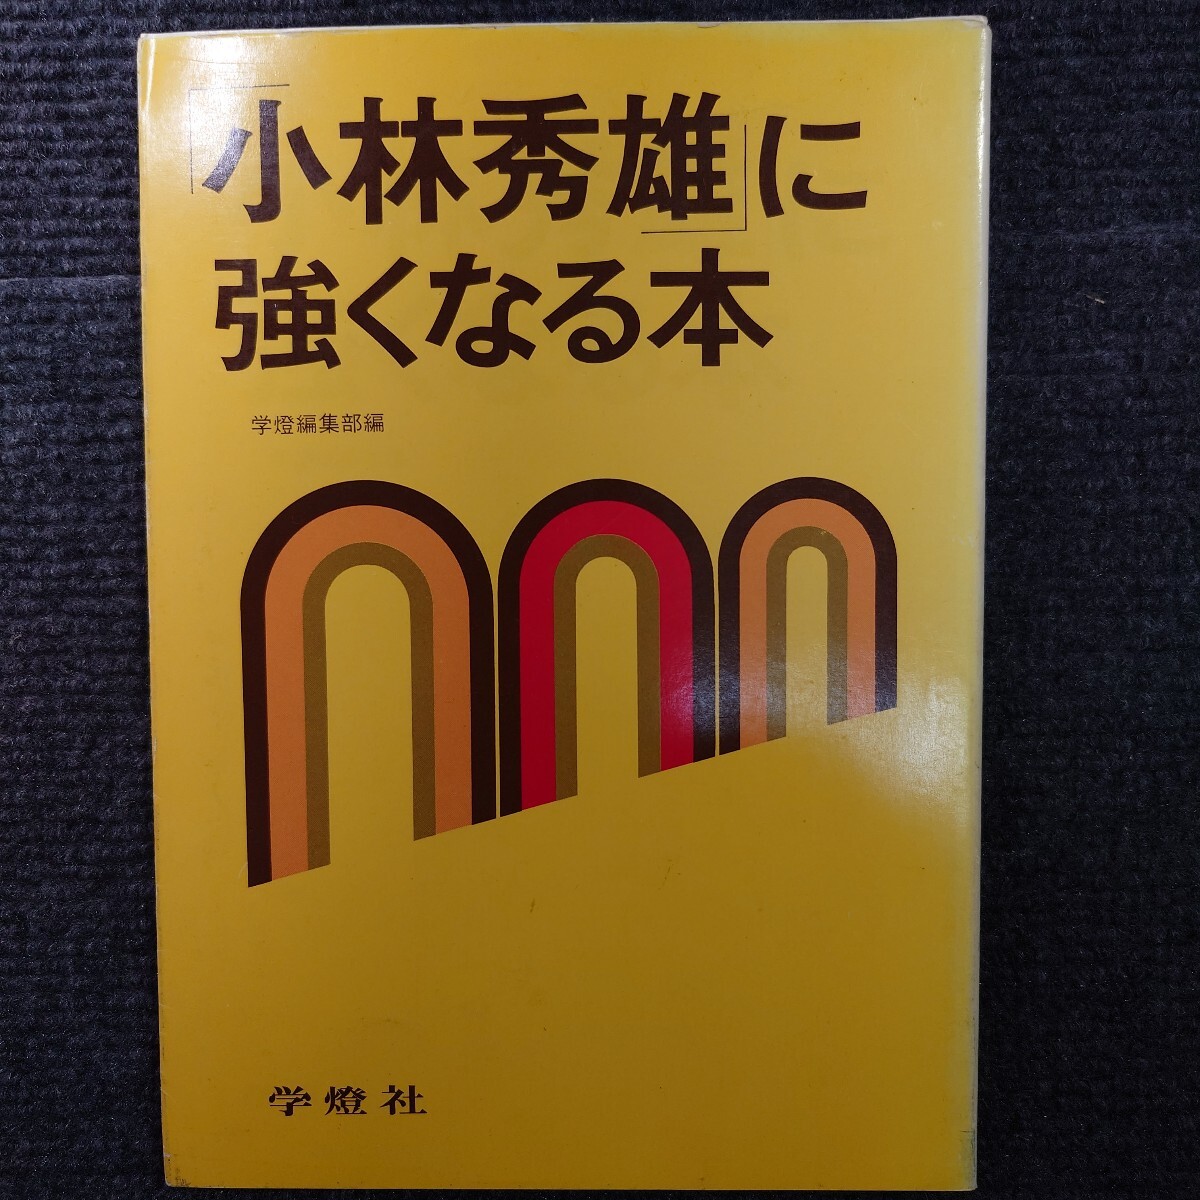 「小林秀雄」に
強くなる本
学燈編集部編
学燈社